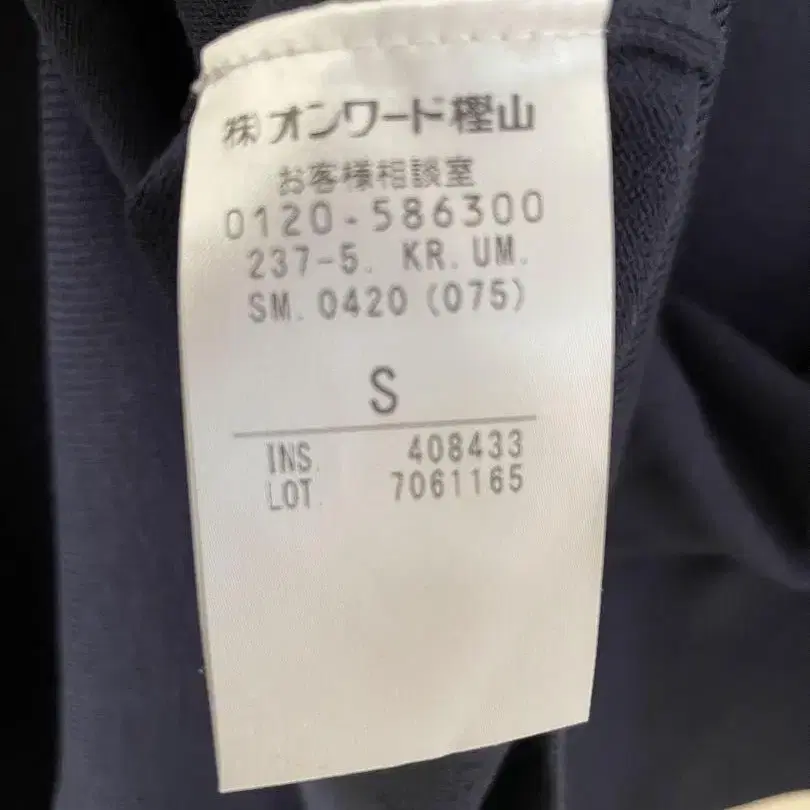 ㈱オンワード樫山
お客様相談室
0120-586300
237-5. KR.UM.
SM.0420(075)
S
INS. 408433
LOT. 7061165